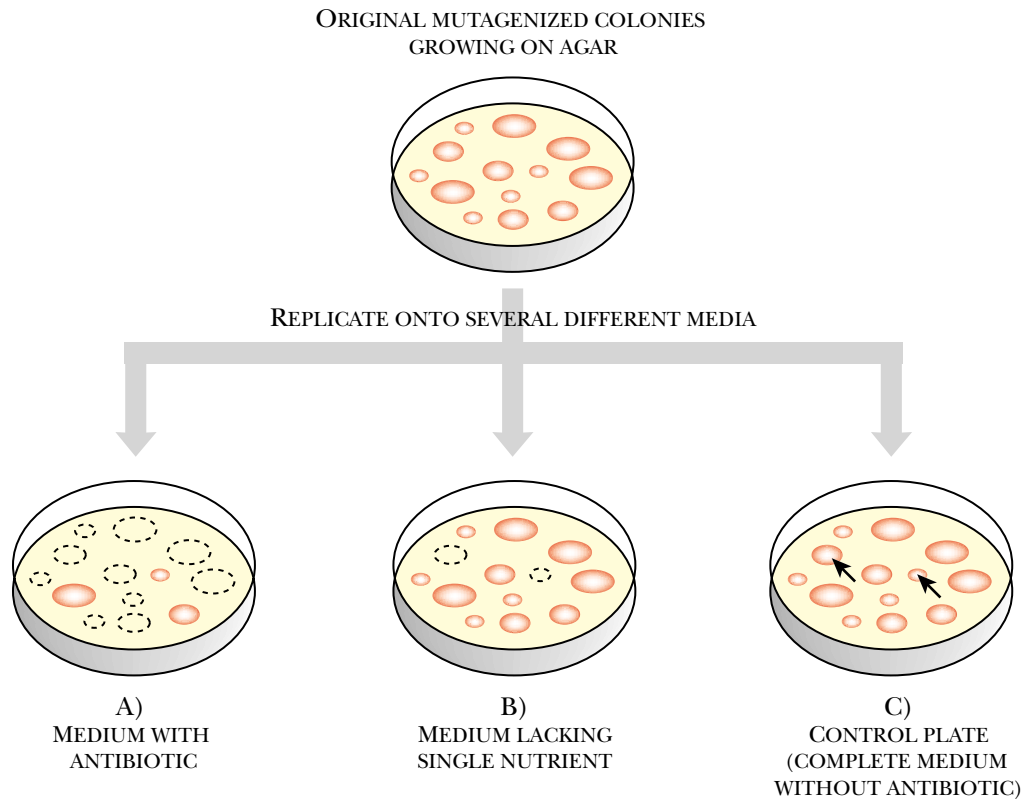 ORIGINAL MUTAGENIZED COLONIES
GROWING ON AGAR
REPLICATE ONTO SEVERAL DIFFERENT MEDIA
A)
MEDIUM WITH
ANTIBIOTIC
B)
MEDIUM LACKING
SINGLE NUTRIENT
C)
CONTROL PLATE
(COMPLETE MEDIUM
WITHOUT ANTIBIOTIC)